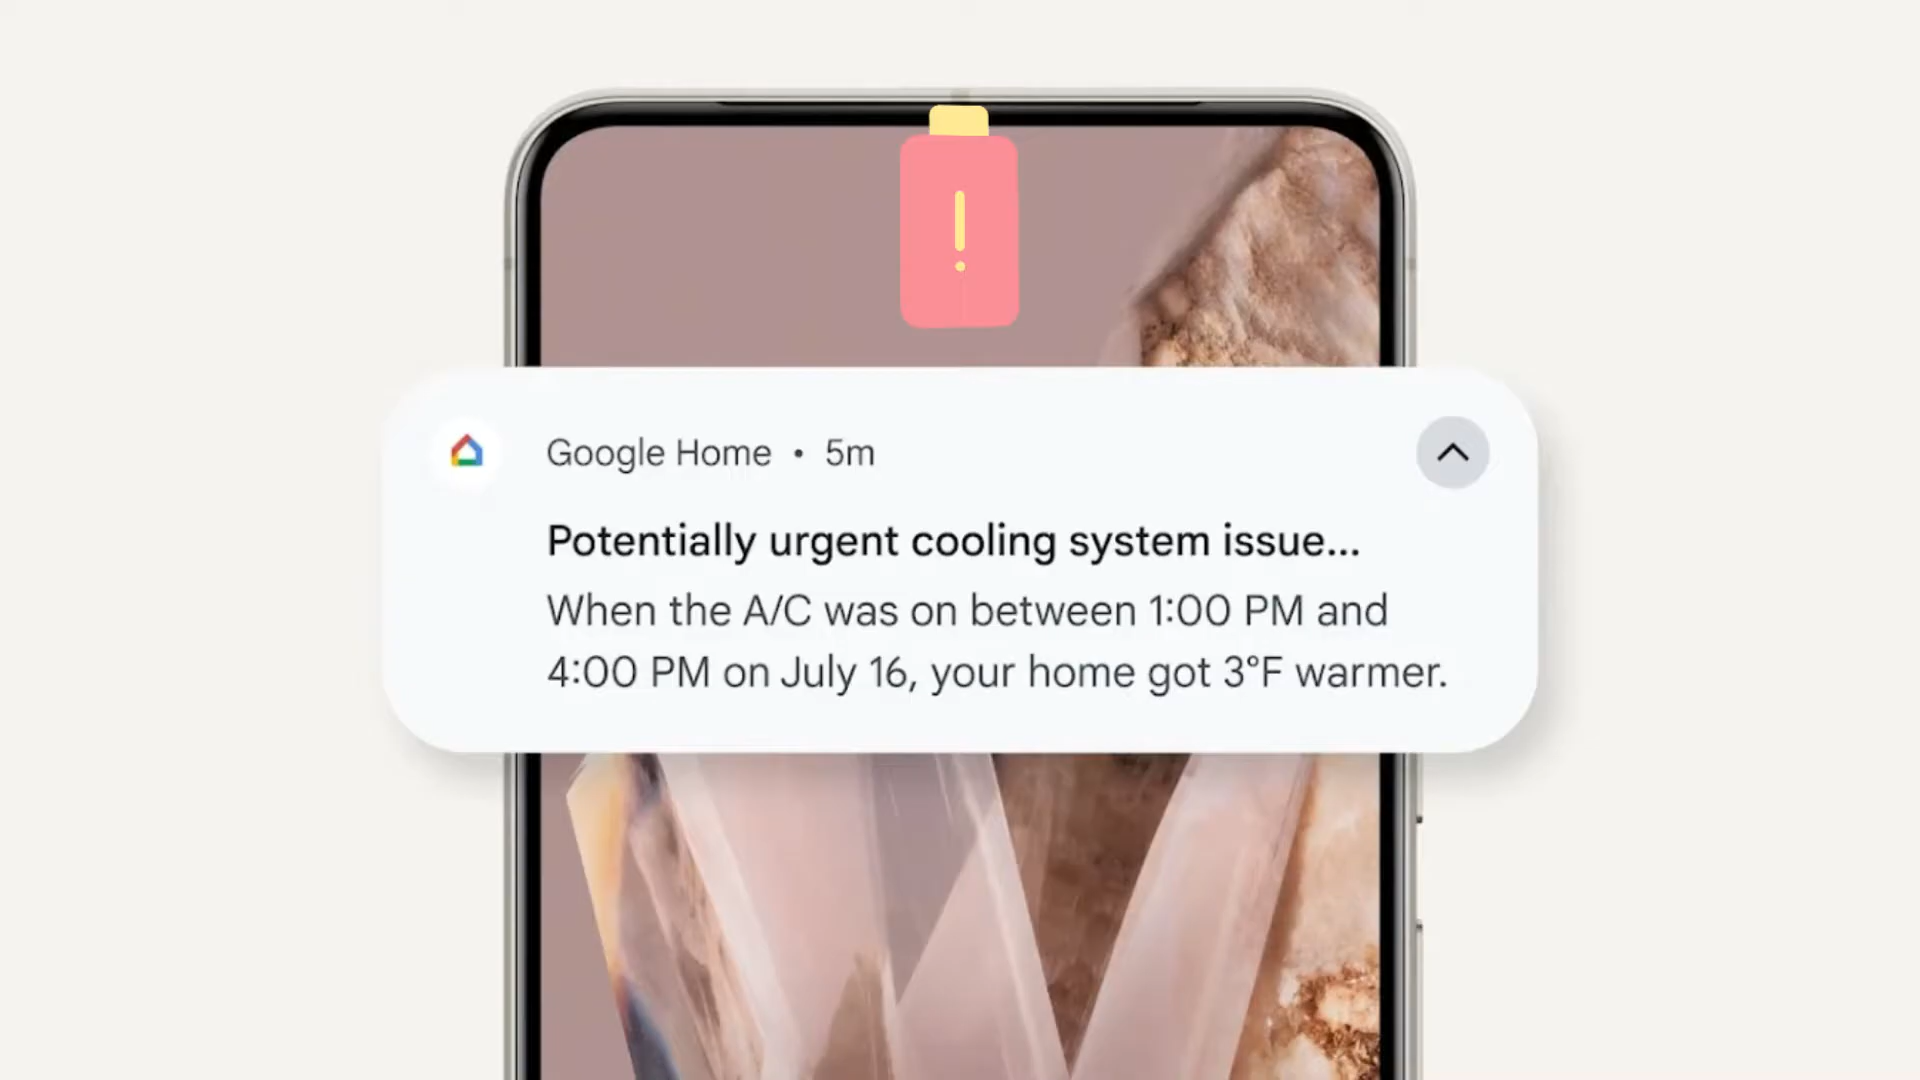 !
Google Home • 5m
Potentially urgent cooling system issue...
When the A/C was on between 1:00 PM and
4:00 PM on July 16, your home got 3°F warmer.